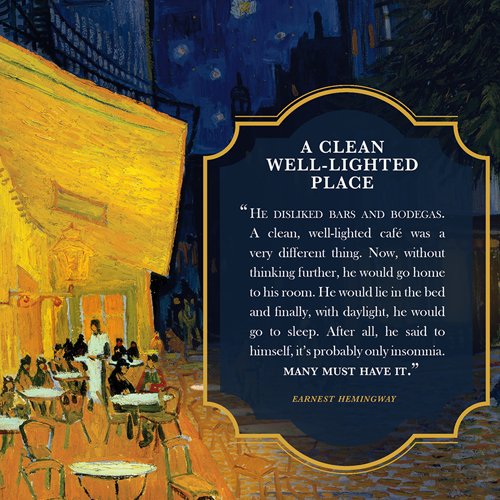 A CLEAN
WELL-LIGHTED
PLACE
“HE DISLIKED BARS AND BODEGAS.
A clean, well-lighted café was a
very different thing. Now, without
thinking further, he would go home
to his room. He would lie in the bed
and finally, with daylight, he would
go to sleep. After all, he said to
himself, it’s probably only insomnia.
MANY MUST HAVE IT.”
EARNEST HEMINGWAY